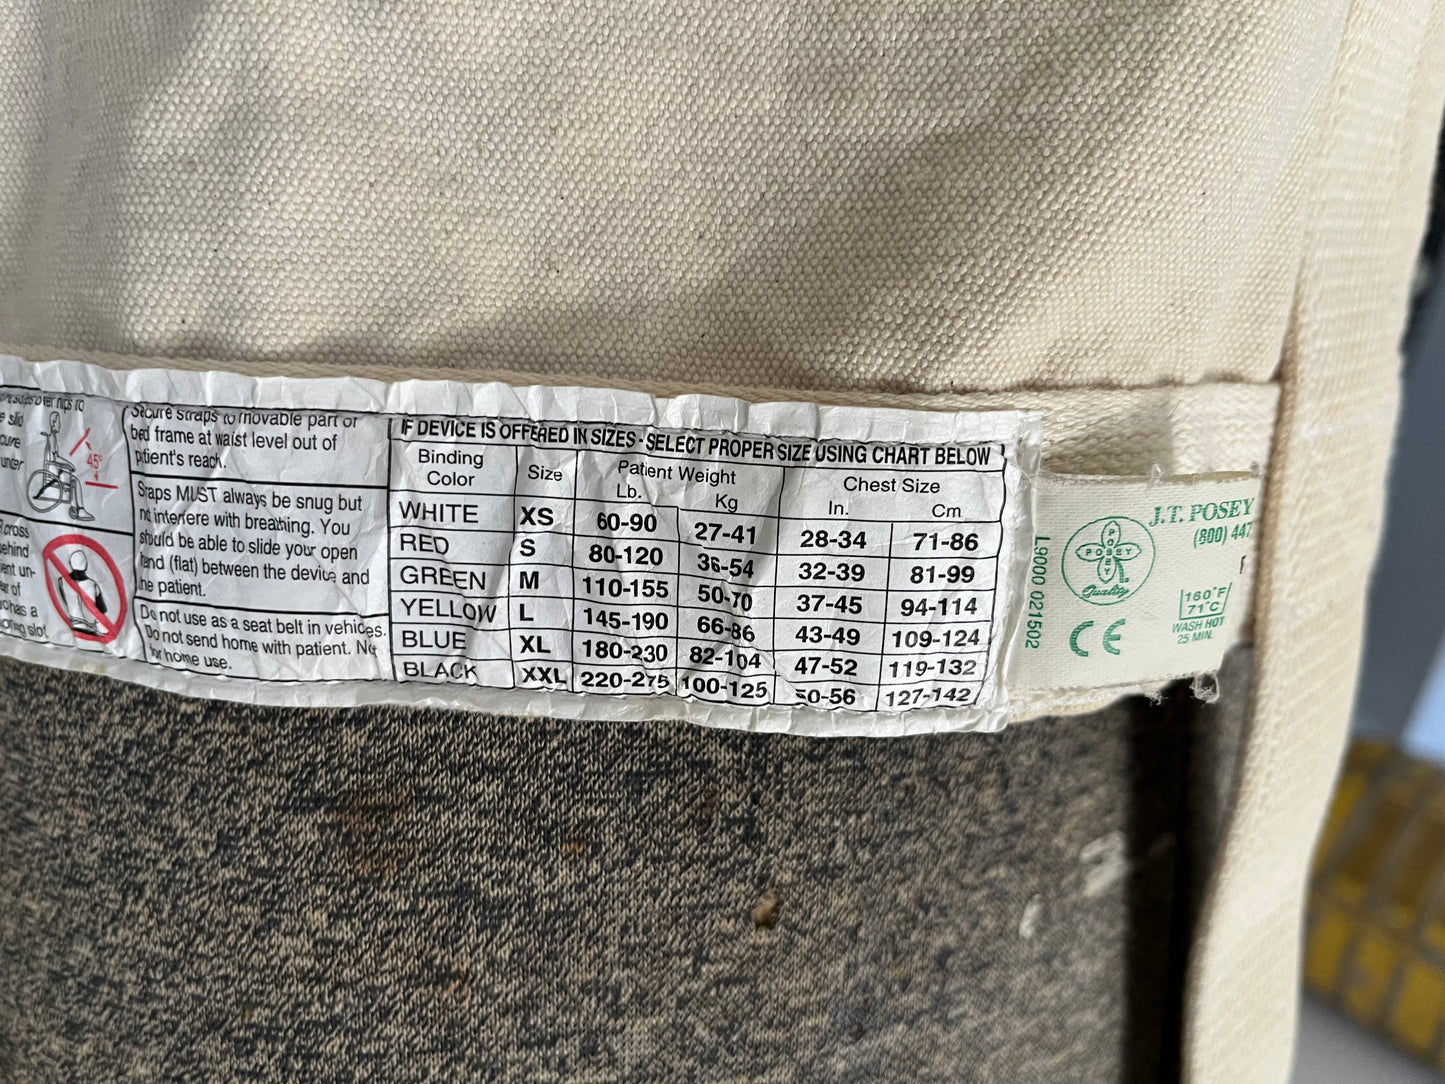 45°
cross
has a
Secure straps to movable part of
bed frame at waist level out of
patient's reach.
Straps MUST always be snug but
not interfere with breathing. You
should be able to slide your open
hand (flat) between the device and
the patient.
Do not use as a seat belt in vehicles.
Do not send home with patient. Not
for home use.
IF DEVICE IS OFFERED IN SIZES - SELECT PROPER SIZE USING CHART BELOW
Binding Color Size Patient Weight Chest Size
Lb. Kg In. Cm
WHITE XS 60-90 27-41 28-34 71-86
RED S 80-120 36-54 32-39 81-99
GREEN M 110-155 50-70 37-45 94-114
YELLOW L 145-190 66-86 43-49 109-124
BLUE XL 180-230 82-104 47-52 119-132
BLACK XXL 220-275 100-125 50-56 127-142
L9000 021502
J.T. POSEY
(800) 447
POSEY
POSEY
Quality
CE
160°F
71°C
WASH HOT
25 MIN.